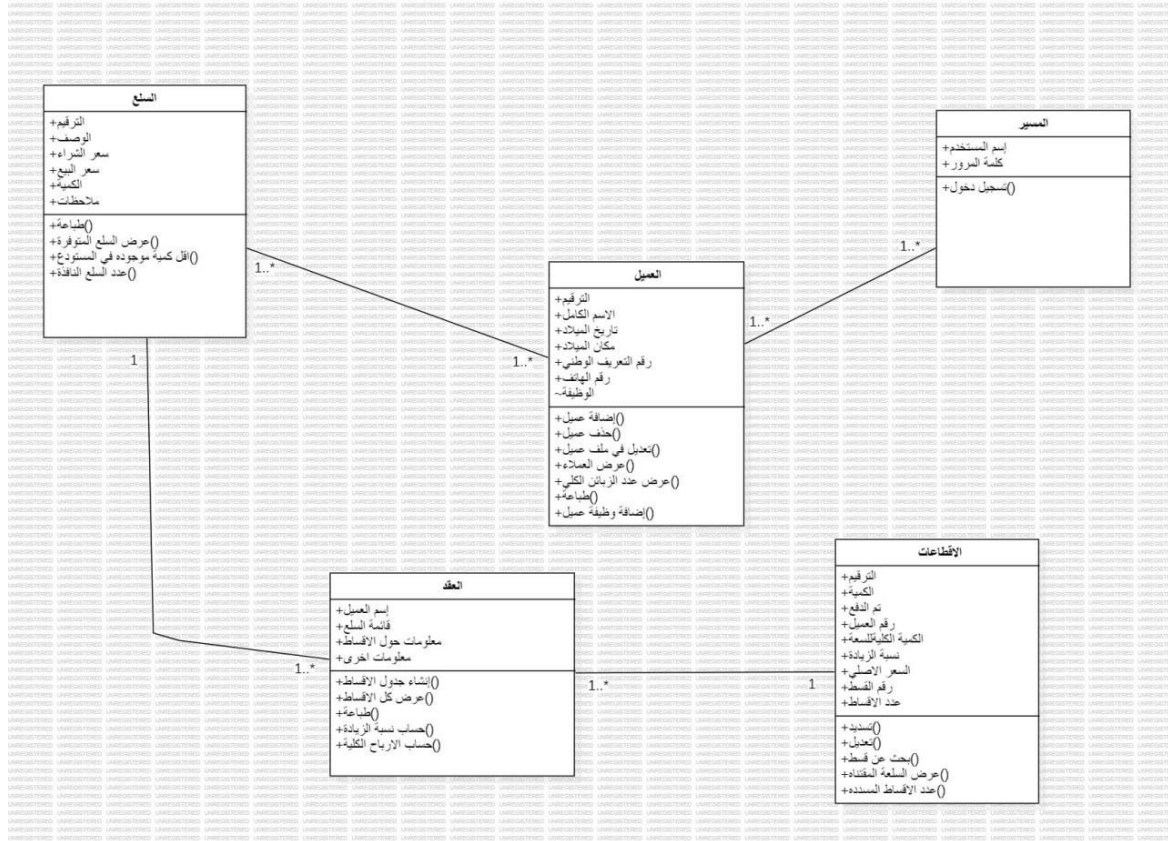 السلع
+الترقيم
+الوصف
+سعر الشراء
+سعر البيع
+الكمية
+ملاحظات
+طباعة()
+عرض السلع المتوفرة()
+اقل كمية موجوده في المستودع()
+عدد السلع النافذة()
المسير
+إسم المستخدم
+كلمة المرور
+تسجيل دخول()
1..*
1..*
1..*
1..*
العميل
+الترقيم
+الاسم الكامل
+تاريخ الميلاد
+مكان الميلاد
+رقم التعريف الوطني
+رقم الهاتف
~الوظيفة
+إضافة عميل()
+حذف عميل()
+تعديل في ملف عميل()
+عرض العملاء()
+عرض عدد الزبائن الكلي()
+طباعة()
+إضافة وظيفة عميل()
1
1..*
العقد
+إسم العميل
+قائمة السلع
+معلومات حول الاقساط
+معلومات اخرى
+إنشاء جدول الاقساط()
+عرض كل الاقساط()
+طباعة()
+حساب نسبة الزيادة()
+حساب الارباح الكلية()
1..*
1
الاقطاعات
+الترقيم
+الكمية
+تم الدفع
+رقم العميل
+الكمية الكليةللسعة
+نسبة الزيادة
+السعر الاصلي
+رقم القسط
عدد الاقساط
+تسديد()
+تعديل()
+بحث عن قسط()
+عرض السلعة المقتناه()
+عدد الاقساط المسدده()
UNREGISTERED